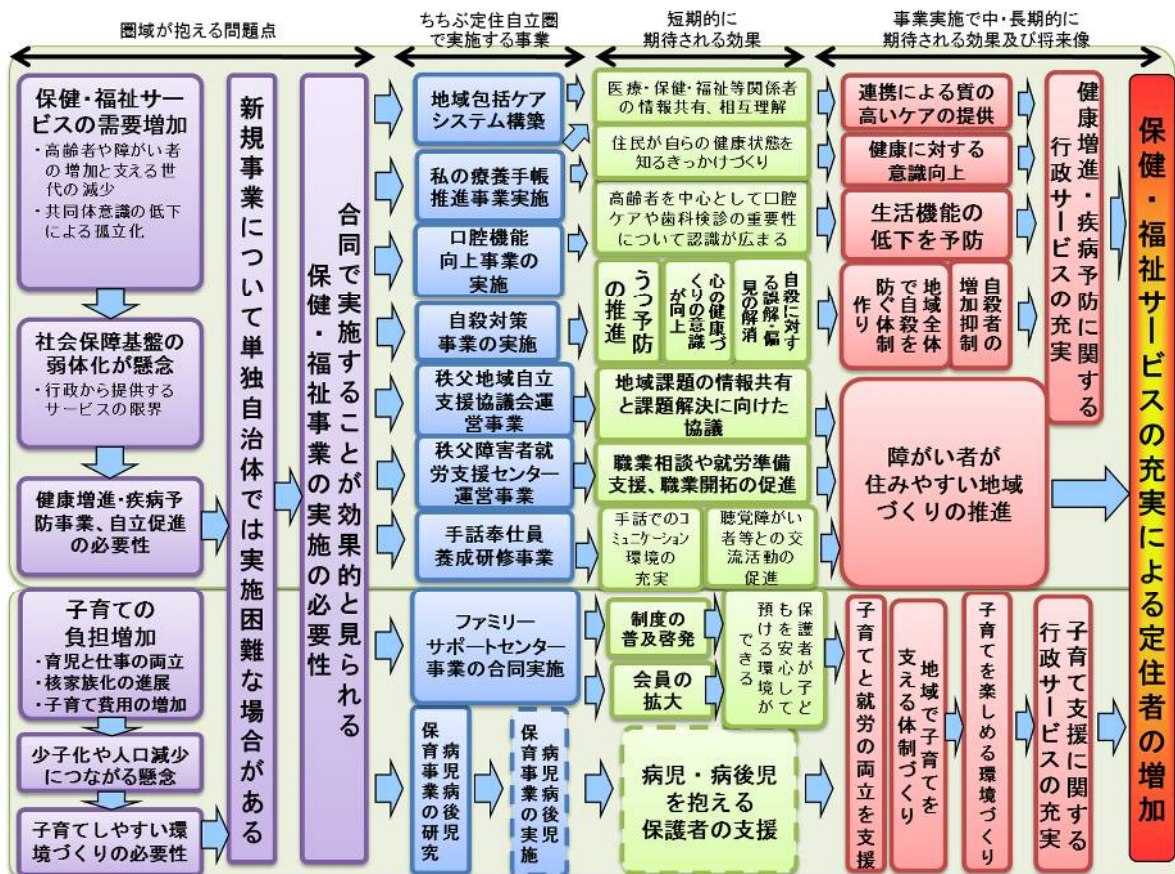 圏域が抱える問題点
ちちぶ定住自立圏
で実施する事業
短期的に
期待される効果
事業実施で中・長期的に
期待される効果及び将来像
保健・福祉サー
ビスの需要増加
・高齢者や障がい者
の増加と支える世
代の減少
・共同体意識の低下
による孤立化
社会保障基盤の
弱体化が懸念
・行政から提供する
サービスの限界
健康増進・疾病予
防事業、自立促進
の必要性
子育ての
負担増加
・育児と仕事の両立
・核家族化の進展
・子育て費用の増加
少子化や人口減少
につながる懸念
子育てしやすい環
境づくりの必要性
新規事業について単独自治体では実施困難な場合がある
合同で実施することが効果的と見られる
保健・福祉事業の実施の必要性
地域包括ケア
システム構築
私の療養手帳
推進事業実施
口腔機能
向上事業の
実施
自殺対策
事業の実施
秩父地域自立
支援協議会運
営事業
秩父障害者就
労支援センター
運営事業
手話奉仕員
養成研修事業
ファミリー
サポートセンター
事業の合同実施
病児病後児
保育事業の研究
病児病後児
保育事業の実施
医療・保健・福祉等関係者
の情報共有、相互理解
住民が自らの健康状態を
知るきっかけづくり
高齢者を中心として口腔
ケアや歯科検診の重要性
について認識が広まる
うつ予防
の推進
心の健康づ
くりの意識
が向上
自殺に対す
る誤解・偏
見の解消
地域課題の情報共有
と課題解決に向けた
協議
職業相談や就労準備
支援、職業開拓の促進
手話でのコ
ミュニケーション
環境の
充実
聴覚障がい
者等との交
流活動の
促進
制度の
普及啓発
会員の
拡大
保護者が子ど
もを安心して
預ける環境が
できる
病児・病後児
を抱える
保護者の支援
連携による質の
高いケアの提供
健康に対する
意識向上
生活機能の
低下を予防
地域全体
で自殺を
防ぐ体制
作り
自殺者の
増加抑制
障がい者が
住みやすい地域
づくりの推進
子育てと就労の両立を支援
地域で子育てを
支える体制づくり
子育てを楽しめる環境づくり
健康増進・疾病予防に関する
行政サービスの充実
子育て支援に関する
行政サービスの充実
保健・福祉サービスの充実による定住者の増加